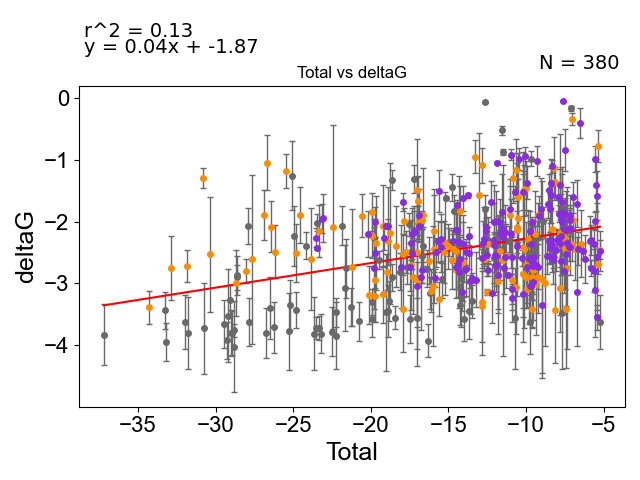 r^2 = 0.13
y = 0.04x + -1.87
N = 380
Total vs deltaG
deltaG
0
−1
−2
−3
−4
−35
−30
−25
−20
−15
−10
−5
Total